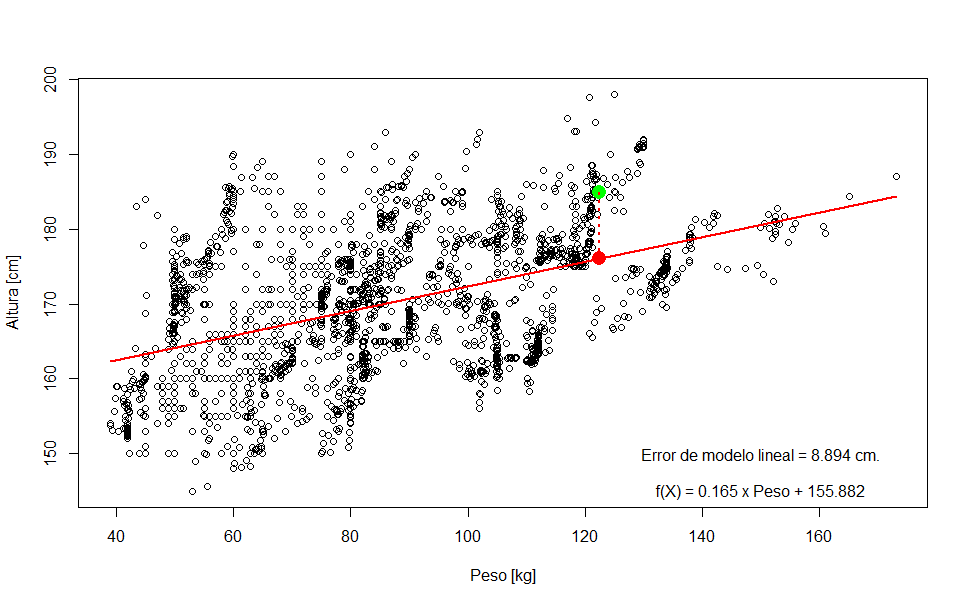 200
190
180
170
160
150
Altura [cm]
Error de modelo lineal = 8.894 cm.
f(X) = 0.165 x Peso + 155.882
40 60 80 100 120 140 160
Peso [kg]